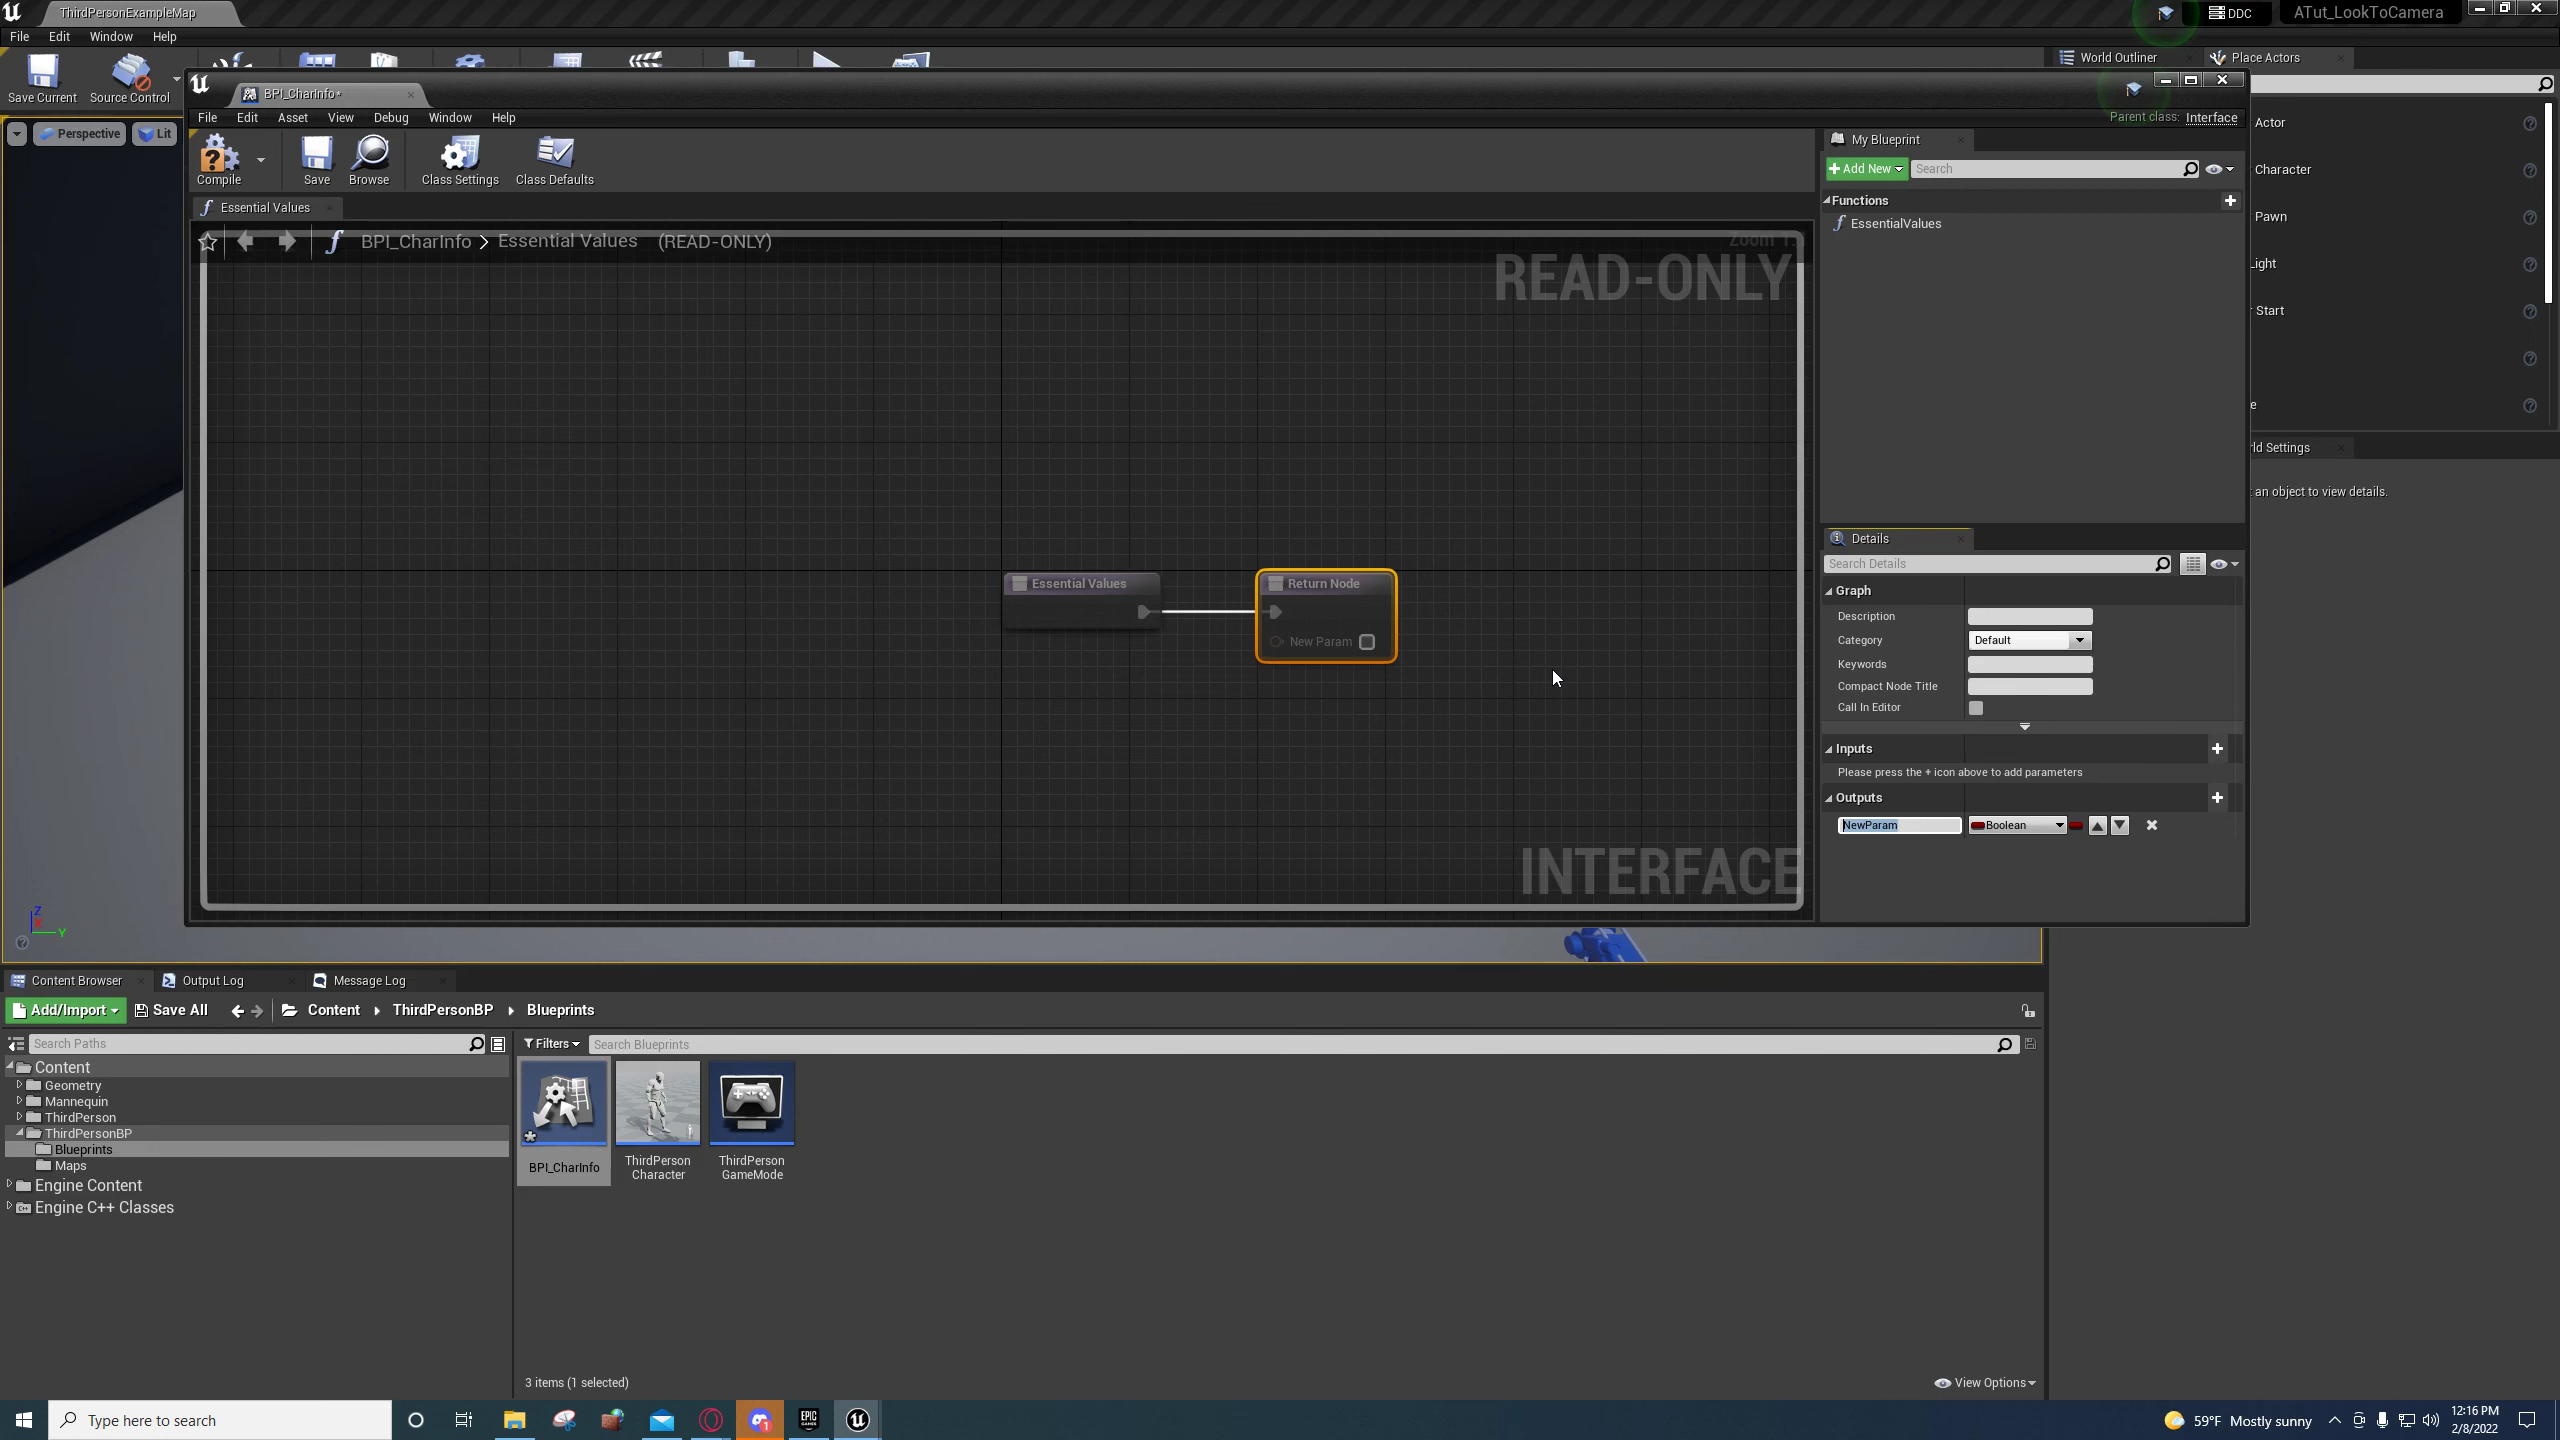 ThirdPersonExampleMap
DDC
ATut_LookToCamera
File Edit Window Help
World Outliner
Place Actors
Save Current
Source Control
BPI_CharInfo*
File Edit Asset View Debug Window Help
Parent class: Interface
Perspective
Lit
Compile
Save
Browse
Class Settings
Class Defaults
My Blueprint
Add New
Search
Functions
EssentialValues
Essential Values
BPI_CharInfo > Essential Values (READ-ONLY)
READ-ONLY
Actor
Character
Pawn
Light
Start
Essential Values
Return Node
New Param
INTERFACE
Details
Search Details
Graph
Description
Category
Default
Keywords
Compact Node Title
Call In Editor
Inputs
Please press the + icon above to add parameters
Outputs
NewParam
Boolean
ld Settings
an object to view details.
Z
X
Y
Content Browser
Output Log
Message Log
Add/Import
Save All
Content
ThirdPersonBP
Blueprints
Search Paths
Filters
Search Blueprints
Content
Geometry
Mannequin
ThirdPerson
ThirdPersonBP
Blueprints
Maps
Engine Content
Engine C++ Classes
BPI_CharInfo
ThirdPerson
Character
ThirdPerson
GameMode
3 items (1 selected)
View Options
Type here to search
EPIC
GAMES
1
59°F Mostly sunny
12:16 PM
2/8/2022